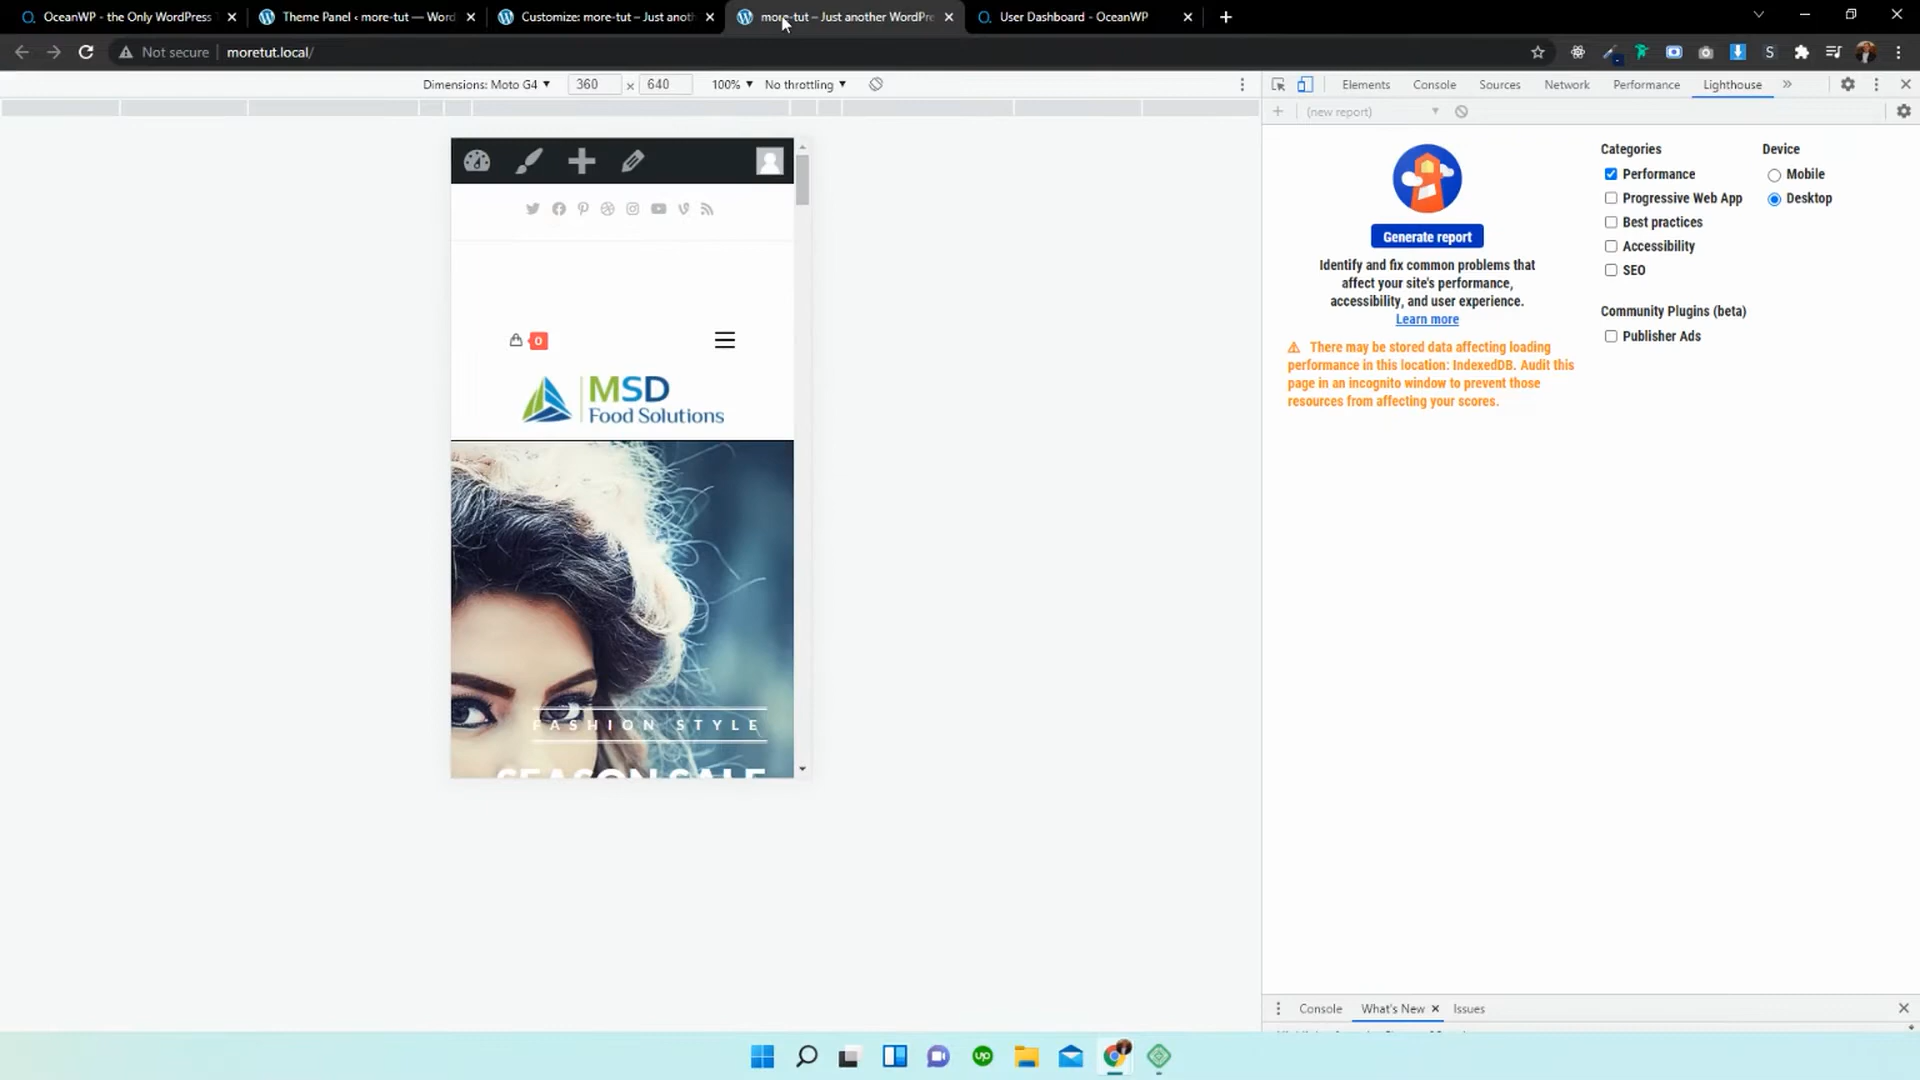 OceanWP - the Only WordPress T
Theme Panel ‹ more-tut — Word
Customize: more-tut – Just anoth
more-tut – Just another WordPre
User Dashboard - OceanWP
Not secure
moretut.local/
Dimensions: Moto G4
360
×
640
100%
No throttling
Elements
Console
Sources
Network
Performance
Lighthouse
(new report)
0
MSD
Food Solutions
FASHION STYLE
SEASON SALE
Generate report
Identify and fix common problems that
affect your site's performance,
accessibility, and user experience.
Learn more
There may be stored data affecting loading
performance in this location: IndexedDB. Audit this
page in an incognito window to prevent those
resources from affecting your scores.
Categories
Performance
Progressive Web App
Best practices
Accessibility
SEO
Community Plugins (beta)
Publisher Ads
Device
Mobile
Desktop
Console
What's New
Issues
up